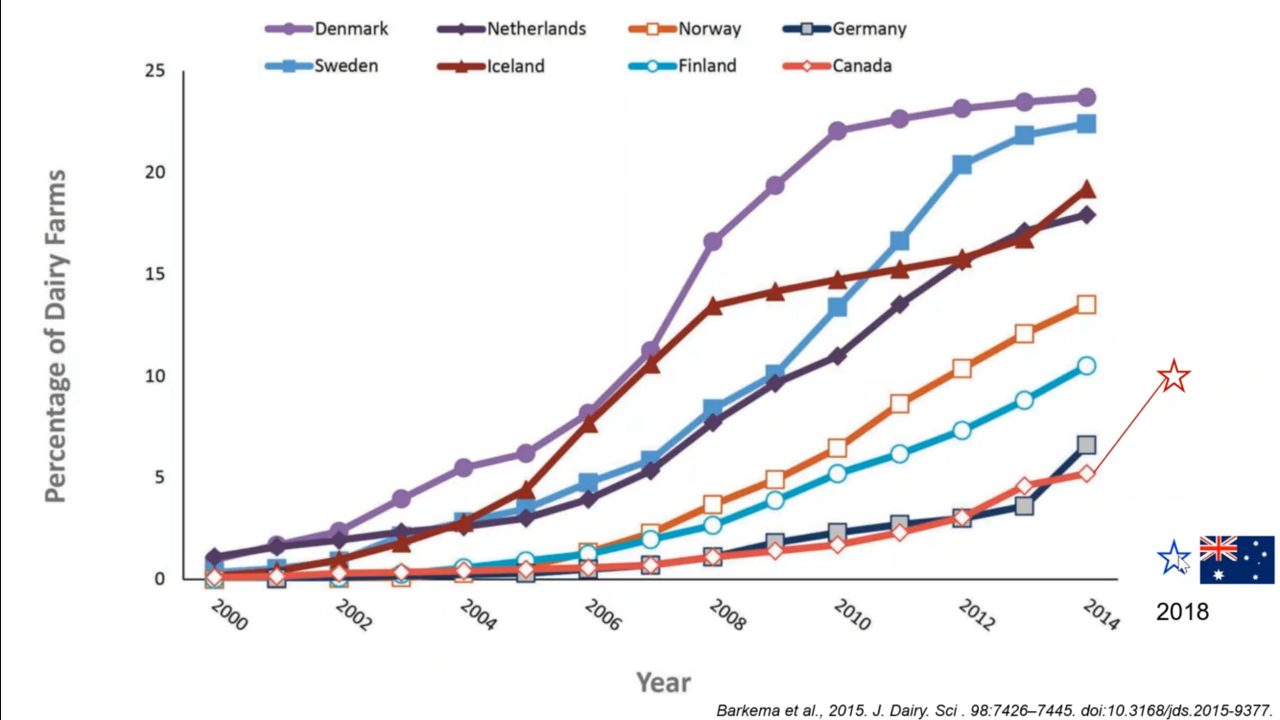 Denmark Netherlands Norway Germany
Sweden Iceland Finland Canada
25
20
15
10
5
0
Percentage of Dairy Farms
2000 2002 2004 2006 2008 2010 2012 2014
2018
Year
Barkema et al., 2015. J. Dairy. Sci . 98:7426–7445. doi:10.3168/jds.2015-9377.